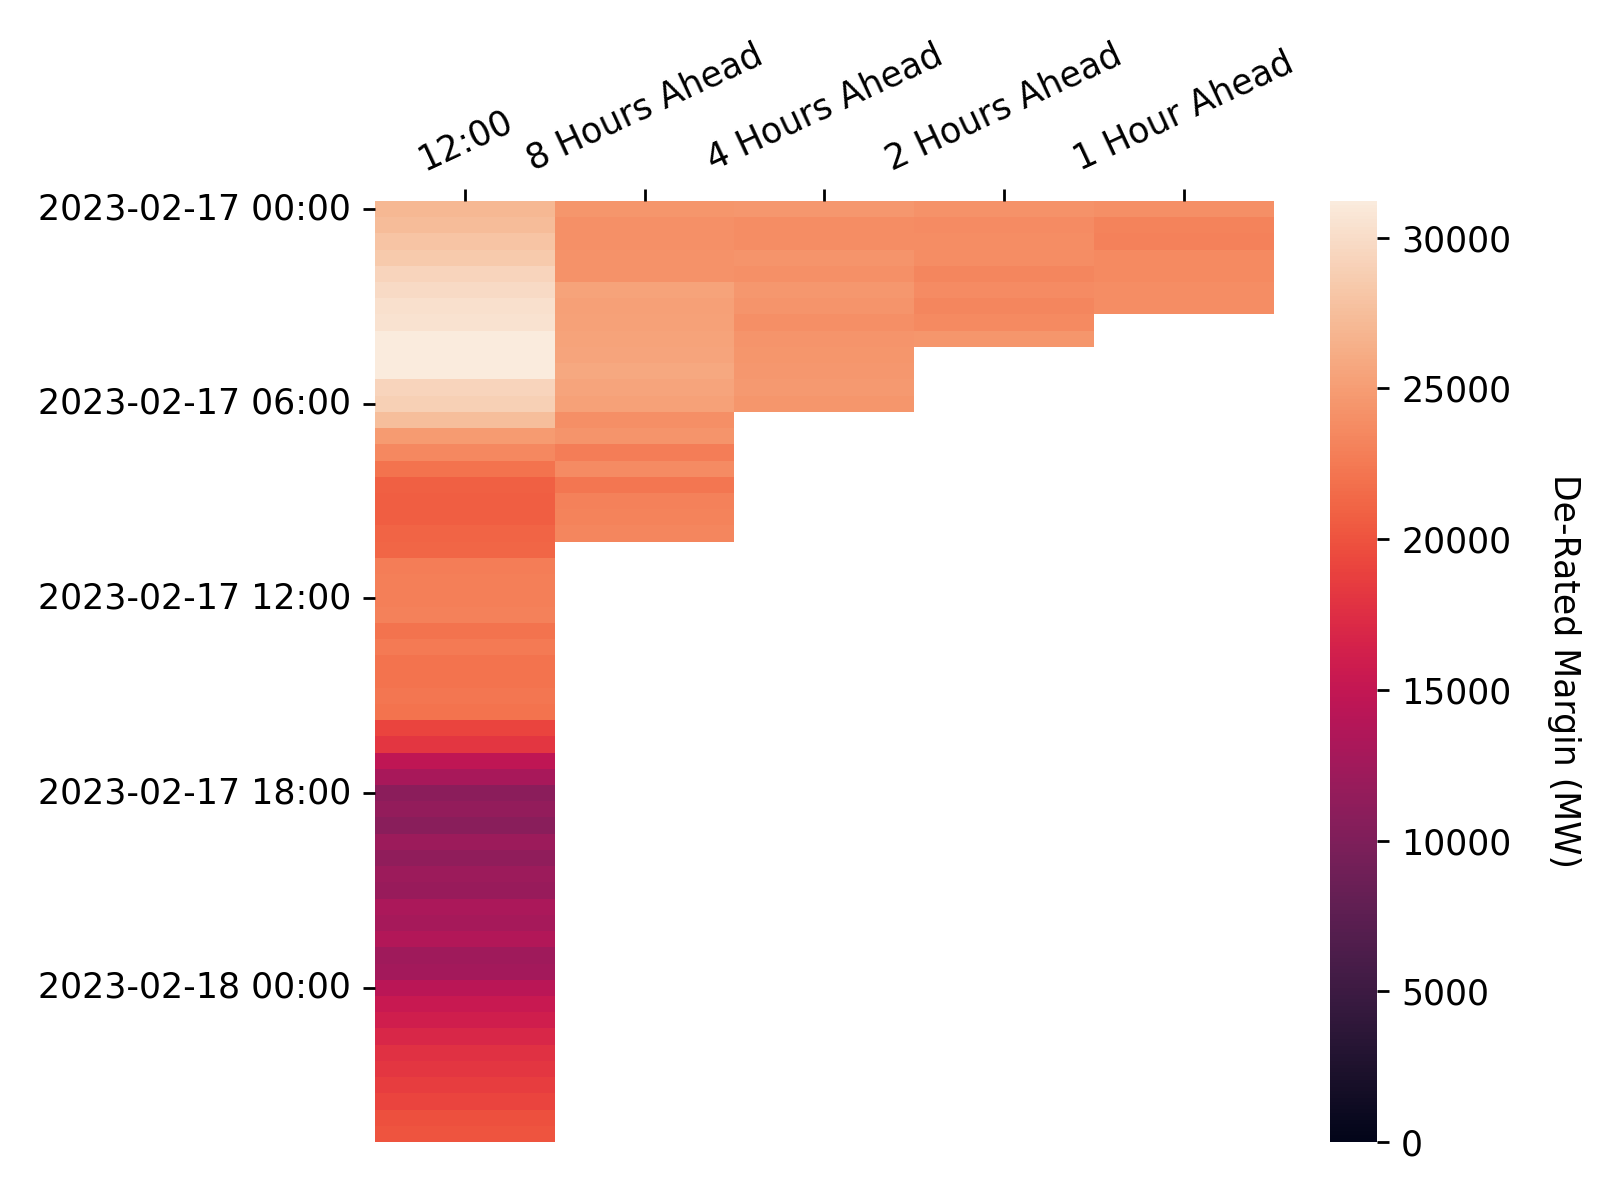 12:00
8 Hours Ahead
4 Hours Ahead
2 Hours Ahead
1 Hour Ahead
2023-02-17 00:00
2023-02-17 06:00
2023-02-17 12:00
2023-02-17 18:00
2023-02-18 00:00
30000
25000
20000
15000
10000
5000
0
De-Rated Margin (MW)